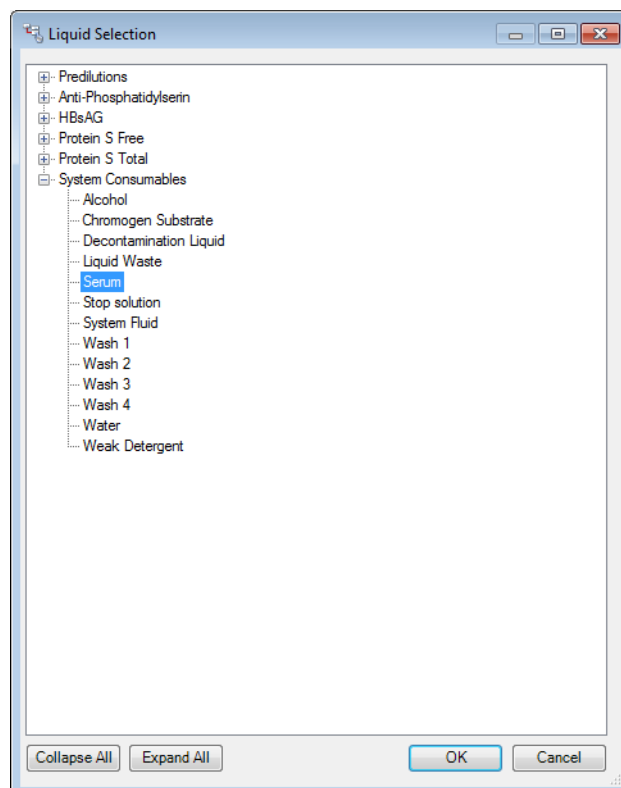 Liquid Selection
Predilutions
Anti-Phosphatidylserin
HBsAG
Protein S Free
Protein S Total
System Consumables
Alcohol
Chromogen Substrate
Decontamination Liquid
Liquid Waste
Serum
Stop solution
System Fluid
Wash 1
Wash 2
Wash 3
Wash 4
Water
Weak Detergent
Collapse All Expand All OK Cancel